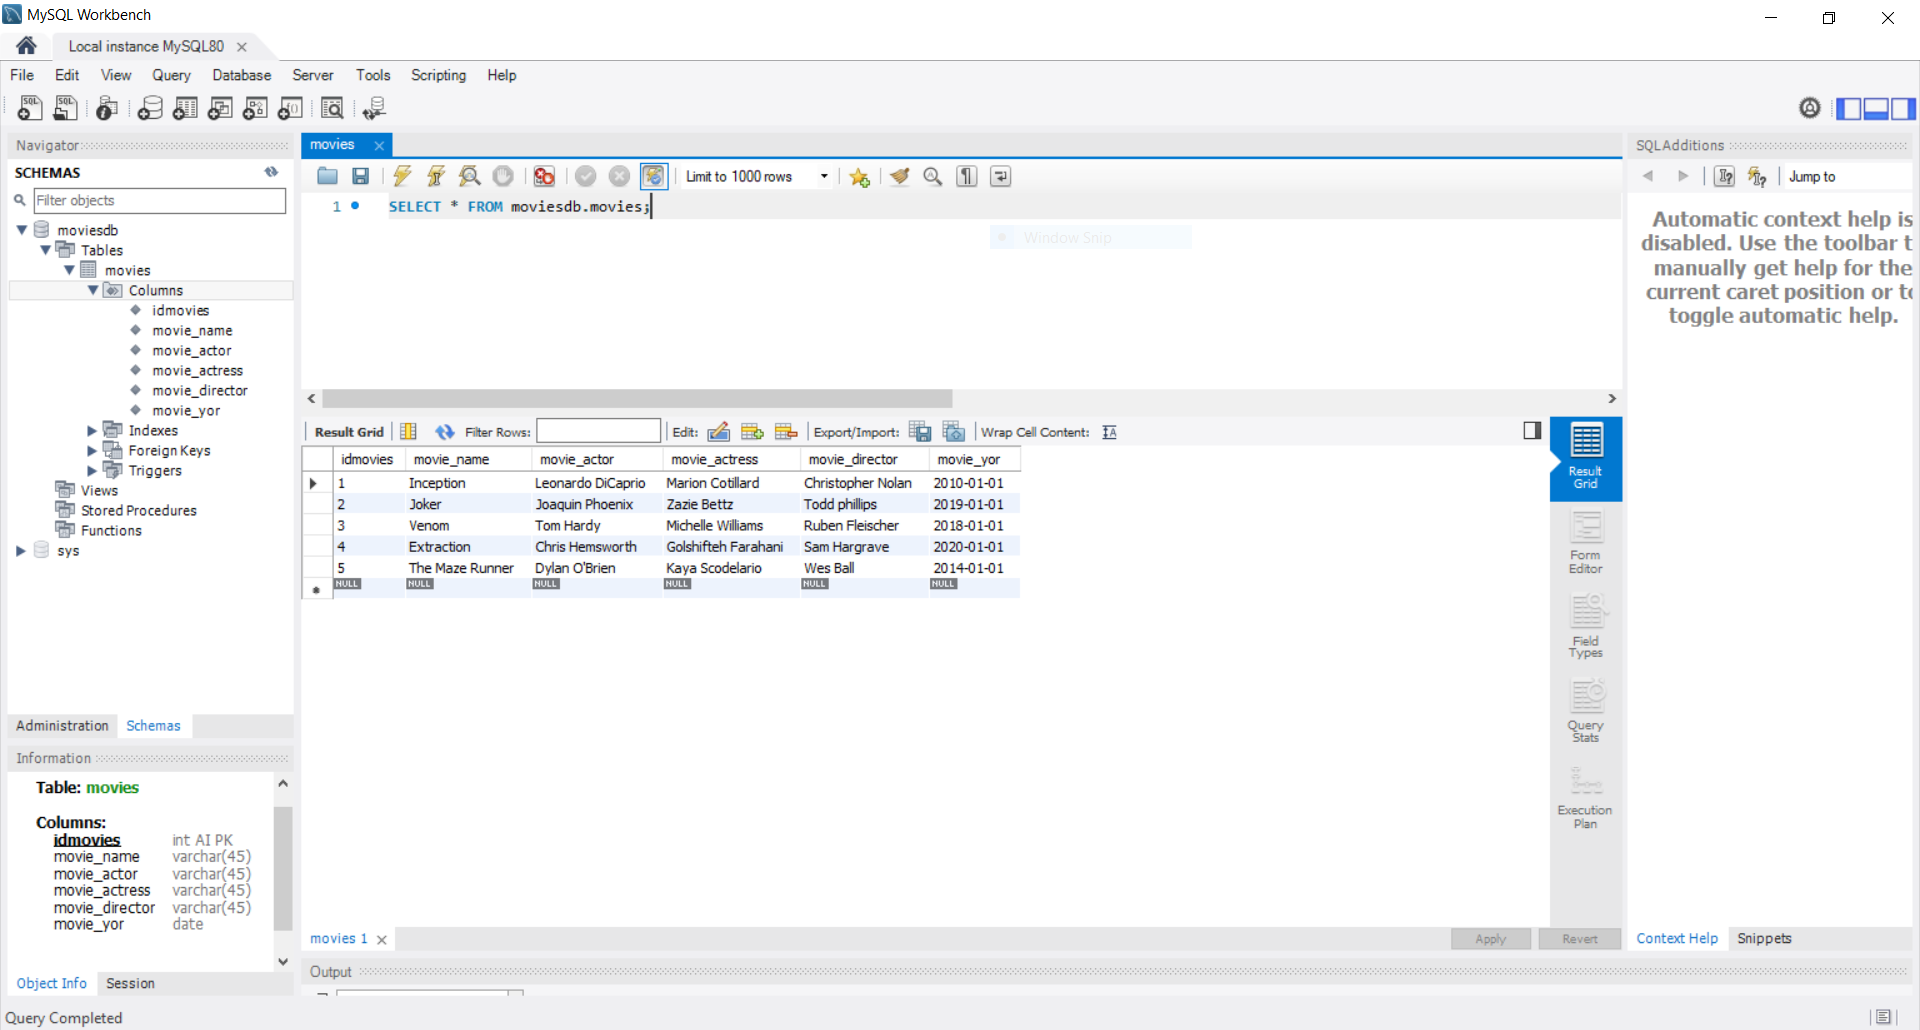 MySQL Workbench
Local instance MySQL80
File Edit View Query Database Server Tools Scripting Help
Navigator
SCHEMAS
Filter objects
moviesdb
Tables
movies
Columns
idmovies
movie_name
movie_actor
movie_actress
movie_director
movie_yor
Indexes
Foreign Keys
Triggers
Views
Stored Procedures
Functions
sys
Administration Schemas
Information
Table: movies
Columns:
idmovies int AI PK
movie_name varchar(45)
movie_actor varchar(45)
movie_actress varchar(45)
movie_director varchar(45)
movie_yor date
Object Info Session
Query Completed
movies
Limit to 1000 rows
1 SELECT * FROM moviesdb.movies;
Window Snip
Result Grid Filter Rows: Edit: Export/Import: Wrap Cell Content:
idmovies movie_name movie_actor movie_actress movie_director movie_yor
1 Inception Leonardo DiCaprio Marion Cotillard Christopher Nolan 2010-01-01
2 Joker Joaquin Phoenix Zazie Bettz Todd phillips 2019-01-01
3 Venom Tom Hardy Michelle Williams Ruben Fleischer 2018-01-01
4 Extraction Chris Hemsworth Golshifteh Farahani Sam Hargrave 2020-01-01
5 The Maze Runner Dylan O'Brien Kaya Scodelario Wes Ball 2014-01-01
NULL NULL NULL NULL NULL NULL
Result
Grid
Form
Editor
Field
Types
Query
Stats
Execution
Plan
movies 1
Apply Revert
Output
SQLAdditions
Jump to
Automatic context help is
disabled. Use the toolbar t
manually get help for the
current caret position or to
toggle automatic help.
Context Help Snippets